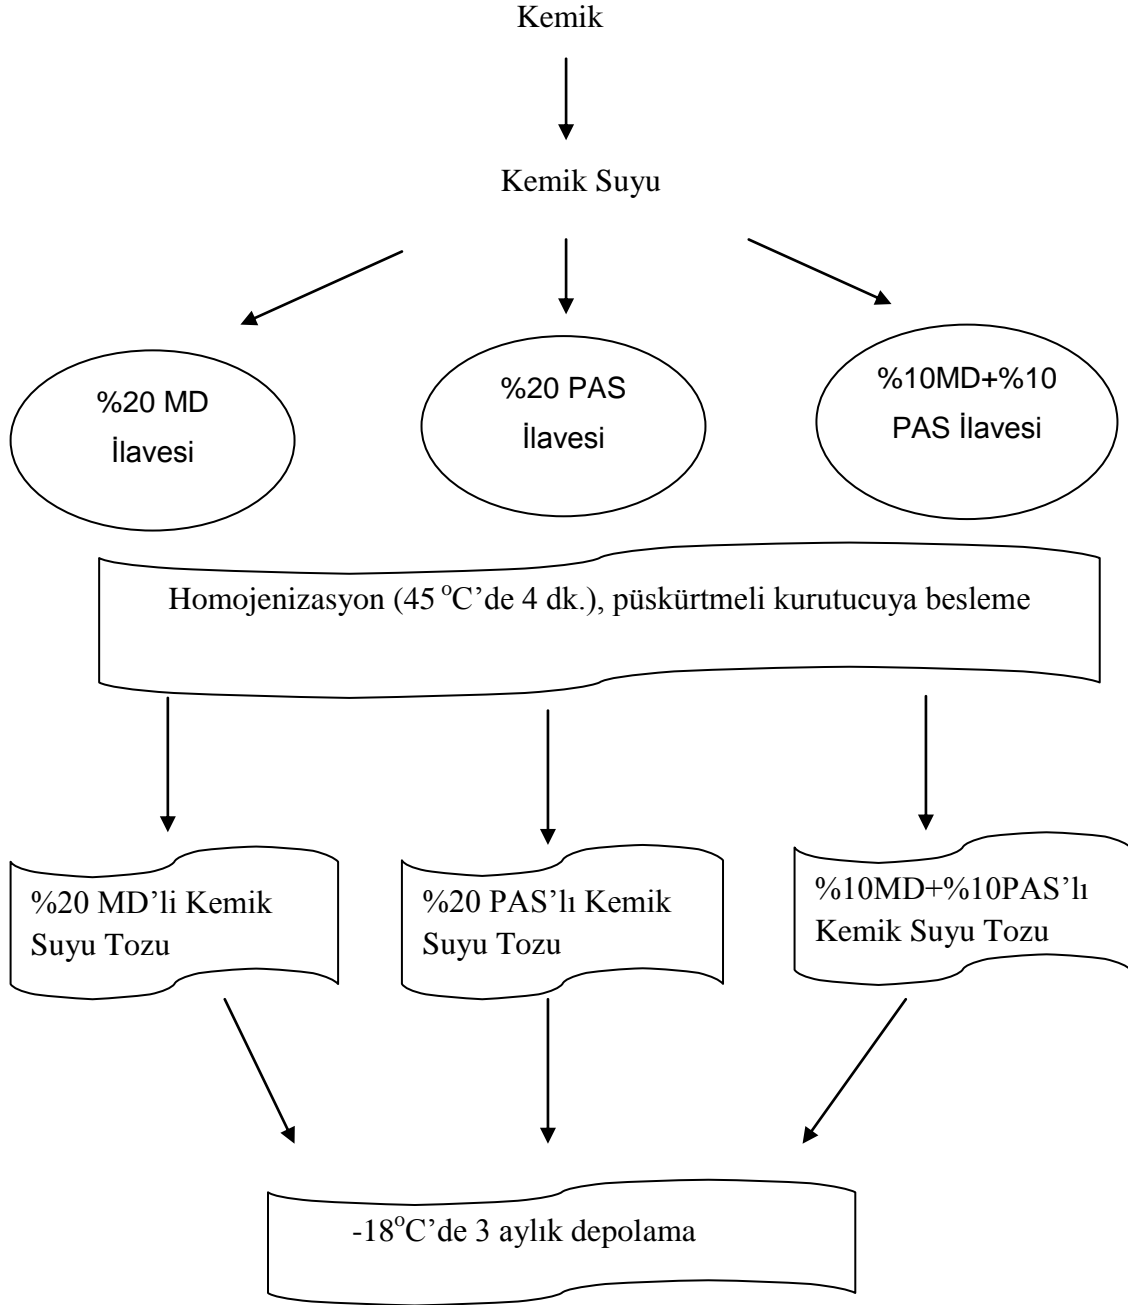 Kemik
Kemik Suyu
%20 MD
İlavesi
%20 PAS
İlavesi
%10MD+%10
PAS İlavesi
Homojenizasyon (45 °C’de 4 dk.), püskürtmeli kurutucuya besleme
%20 MD’li Kemik
Suyu Tozu
%20 PAS’lı Kemik
Suyu Tozu
%10MD+%10PAS’lı
Kemik Suyu Tozu
-18°C’de 3 aylık depolama